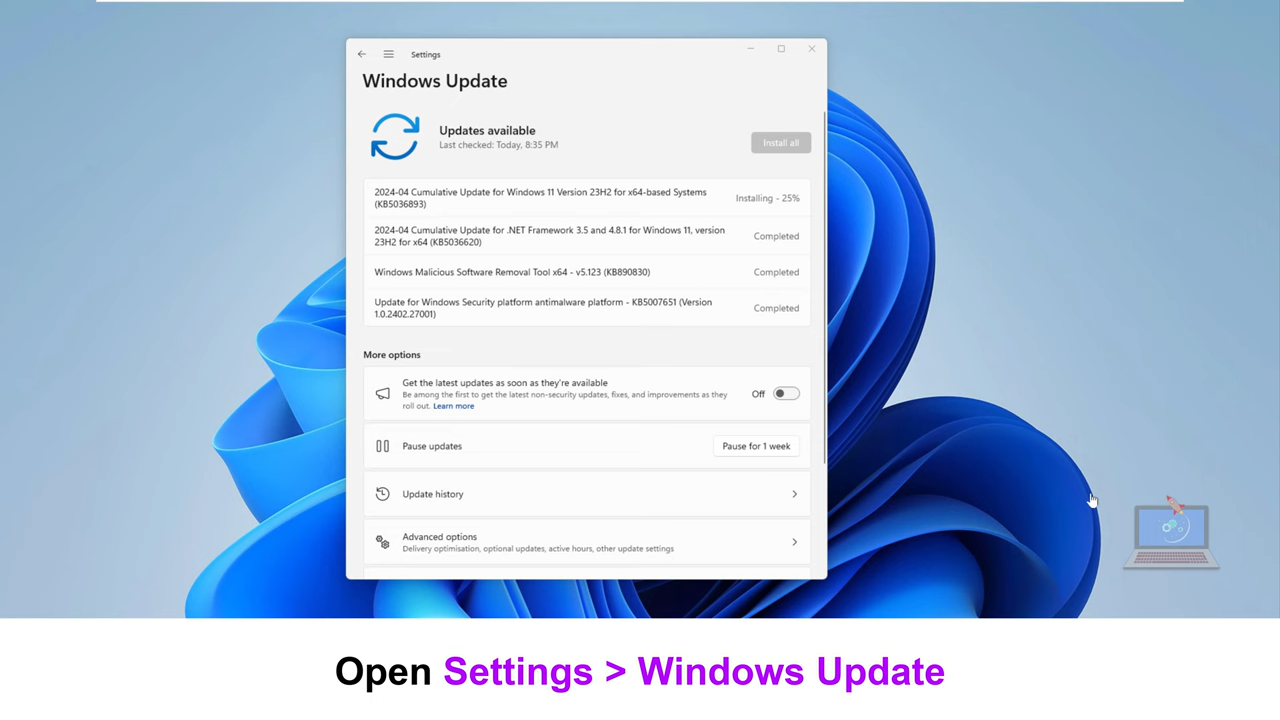 Settings
Windows Update
Updates available
Last checked: Today, 8:35 PM
Install all
2024-04 Cumulative Update for Windows 11 Version 23H2 for x64-based Systems
(KB5036893)
Installing - 25%
2024-04 Cumulative Update for .NET Framework 3.5 and 4.8.1 for Windows 11, version
23H2 for x64 (KB5036620)
Completed
Windows Malicious Software Removal Tool x64 - v5.123 (KB890830)
Completed
Update for Windows Security platform antimalware platform - KB5007651 (Version
1.0.2402.27001)
Completed
More options
Get the latest updates as soon as they're available
Be among the first to get the latest non-security updates, fixes, and improvements as they
roll out. Learn more
Off
Pause updates
Pause for 1 week
Update history
Advanced options
Delivery optimisation, optional updates, active hours, other update settings
Open Settings > Windows Update